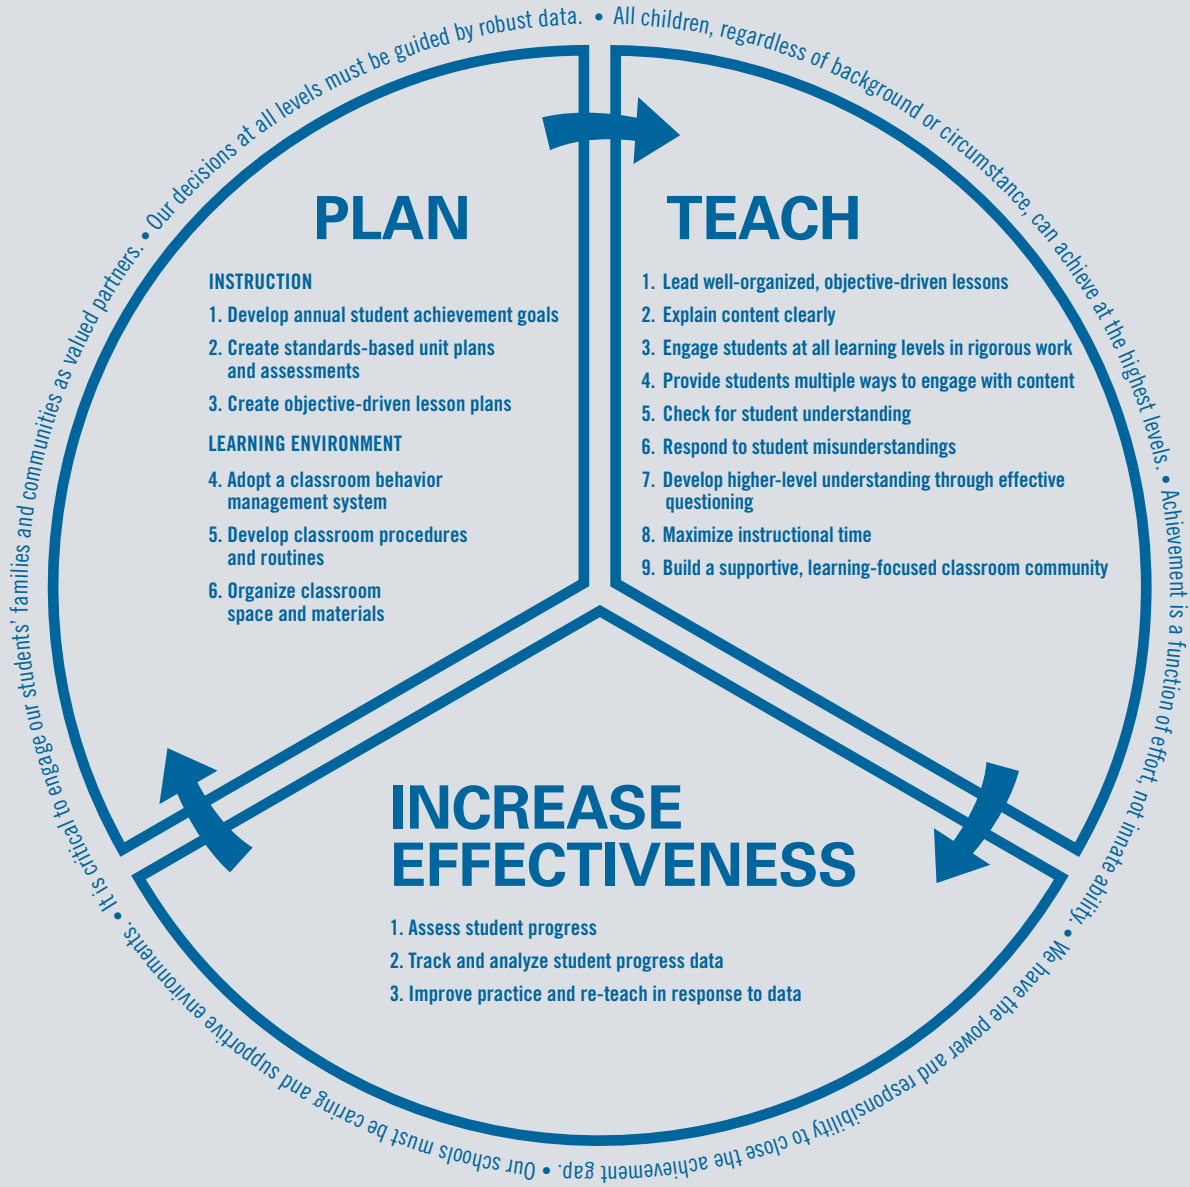 PLAN
INSTRUCTION
1. Develop annual student achievement goals
2. Create standards-based unit plans
and assessments
3. Create objective-driven lesson plans
LEARNING ENVIRONMENT
4. Adopt a classroom behavior
management system
5. Develop classroom procedures
and routines
6. Organize classroom
space and materials
TEACH
1. Lead well-organized, objective-driven lessons
2. Explain content clearly
3. Engage students at all learning levels in rigorous work
4. Provide students multiple ways to engage with content
5. Check for student understanding
6. Respond to student misunderstandings
7. Develop higher-level understanding through effective
questioning
8. Maximize instructional time
9. Build a supportive, learning-focused classroom community
INCREASE
EFFECTIVENESS
1. Assess student progress
2. Track and analyze student progress data
3. Improve practice and re-teach in response to data
• All children, regardless of background or circumstance, can achieve at the highest levels. • Achievement is a function of effort, not innate ability. • We have the power and responsibility to close the achievement gap. • Our schools must be caring and supportive environments. • It is critical to engage our students' families and communities as valued partners. • Our decisions at all levels must be guided by robust data.